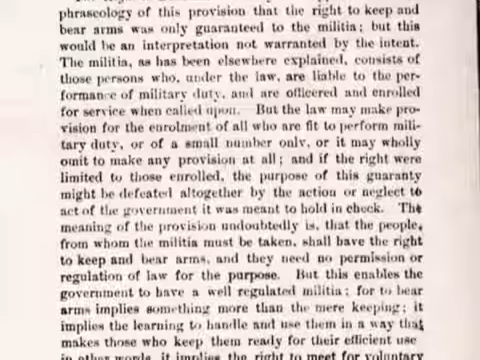 phraseology of this provision that the right to keep and
bear arms was only guaranteed to the militia; but this
would be an interpretation not warranted by the intent.
The militia, as has been elsewhere explained, consists of
those persons who, under the law, are liable to the per-
formance of military duty, and are officered and enrolled
for service when called upon. But the law may make pro-
vision for the enrolment of all who are fit to perform mili-
tary duty, or of a small number only, or it may wholly
omit to make any provision at all; and if the right were
limited to those enrolled, the purpose of this guaranty
might be defeated altogether by the action or neglect to
act of the government it was meant to hold in check. The
meaning of the provision undoubtedly is, that the people,
from whom the militia must be taken, shall have the right
to keep and bear arms, and they need no permission or
regulation of law for the purpose. But this enables the
government to have a well regulated militia; for to bear
arms implies something more than the mere keeping; it
implies the learning to handle and use them in a way that
makes those who keep them ready for their efficient use
in other words, it implies the right to meet for voluntary